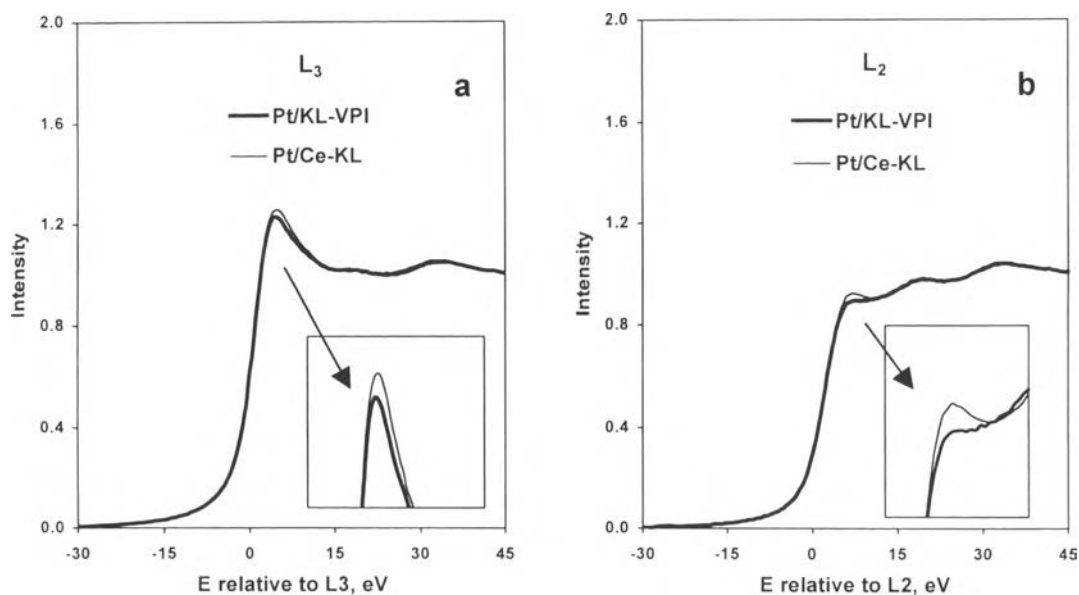 L3
a
Pt/KL-VPI
Pt/Ce-KL
Intensity
2.0
1.6
1.2
0.8
0.4
0.0
-30 -15 0 15 30 45
E relative to L3, eV
L2
b
Pt/KL-VPI
Pt/Ce-KL
Intensity
2.0
1.6
1.2
0.8
0.4
0.0
-30 -15 0 15 30 45
E relative to L2, eV